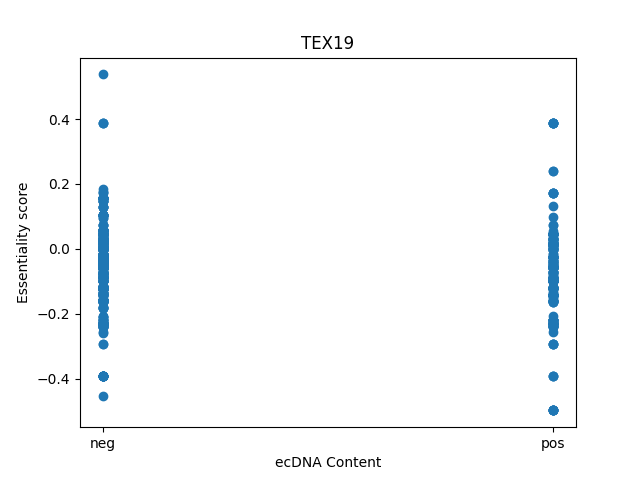 TEX19
Essentiality score
0.4
0.2
0.0
−0.2
−0.4
neg
pos
ecDNA Content